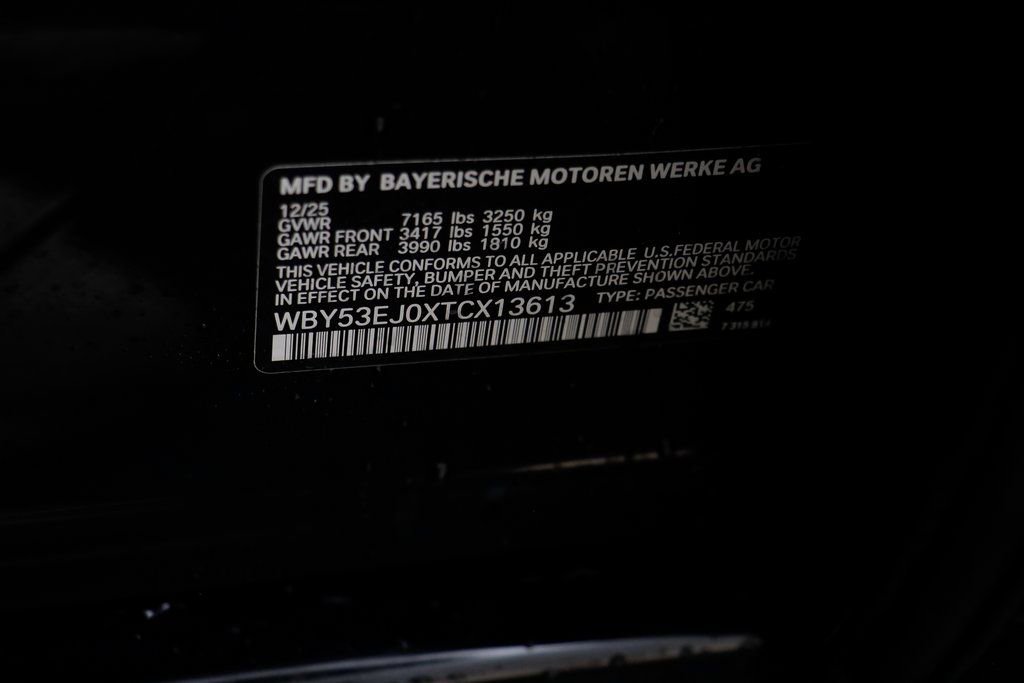 MFD BY BAYERISCHE MOTOREN WERKE AG
12/25
GVWR 7165 lbs 3250 kg
GAWR FRONT 3417 lbs 1550 kg
GAWR REAR 3990 lbs 1810 kg
THIS VEHICLE CONFORMS TO ALL APPLICABLE U.S.FEDERAL MOTOR
VEHICLE SAFETY, BUMPER AND THEFT PREVENTION STANDARDS
IN EFFECT ON THE DATE OF MANUFACTURE SHOWN ABOVE.
WBY53EJ0XTCX13613 TYPE: PASSENGER CAR
475